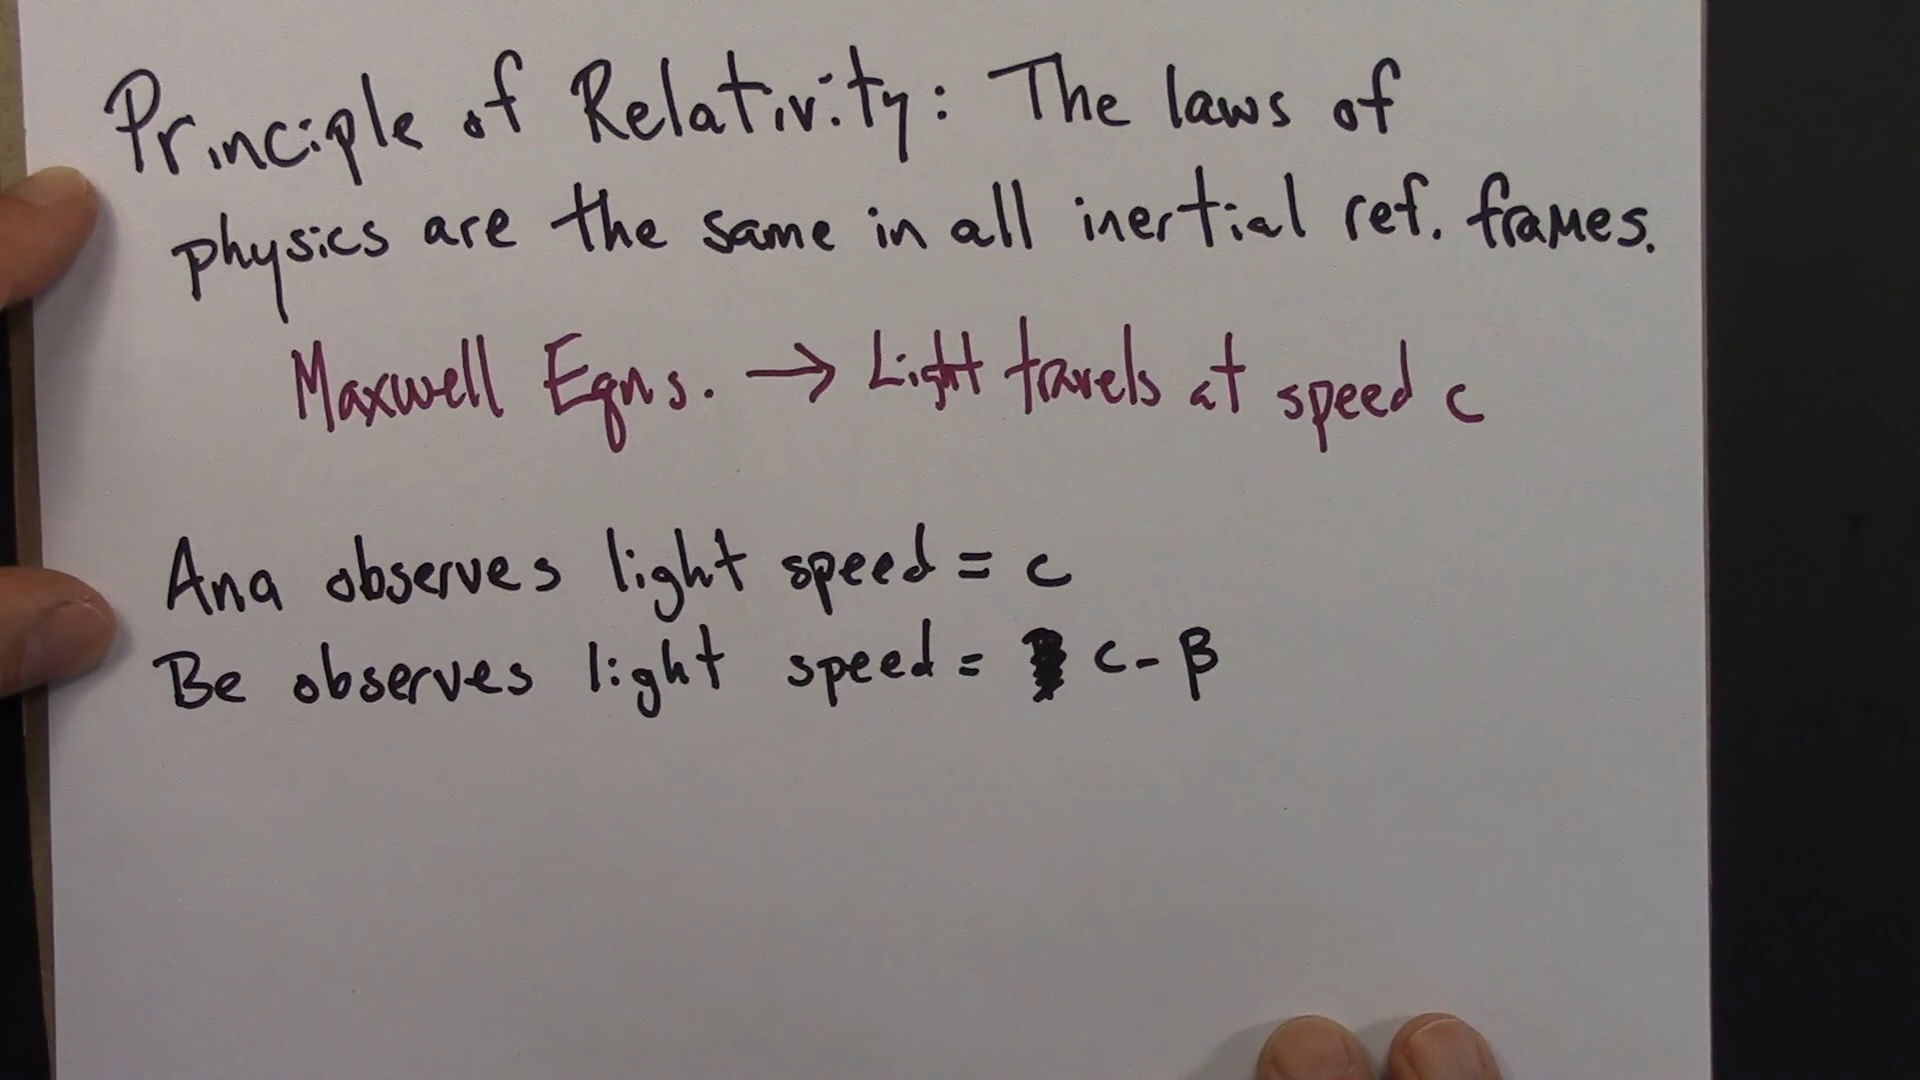 Principle of Relativity: The laws of
physics are the same in all inertial ref. frames.
Maxwell Eqns. → Light travels at speed c
Ana observes light speed = c
Be observes light speed = c - β